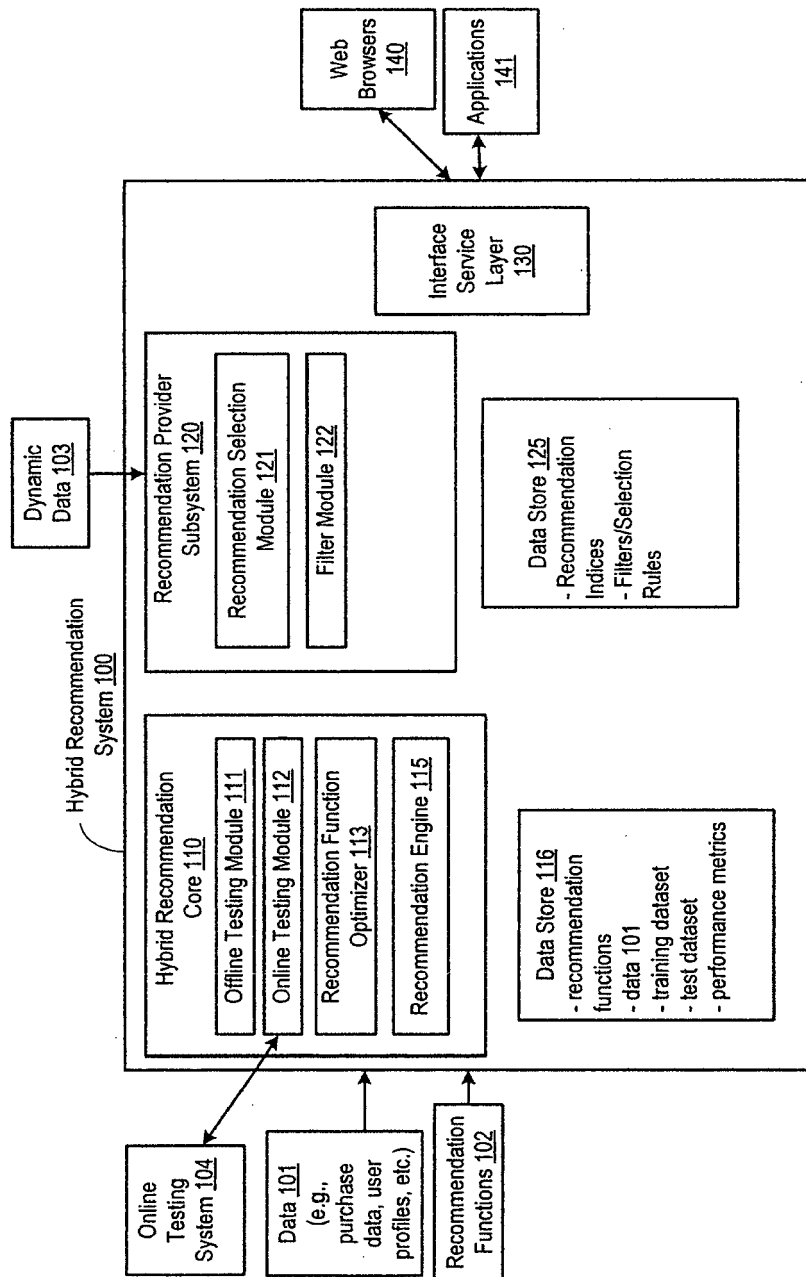 Hybrid Recommendation
System 100
Dynamic
Data 103
Online
Testing
System 104
Data 101
(e.g.,
purchase
data, user
profiles, etc.)
Recommendation
Functions 102
Hybrid Recommendation
Core 110
Offline Testing Module 111
Online Testing Module 112
Recommendation Function
Optimizer 113
Recommendation Engine 115
Data Store 116
- recommendation
functions
- data 101
- training dataset
- test dataset
- performance metrics
Recommendation Provider
Subsystem 120
Recommendation Selection
Module 121
Filter Module 122
Data Store 125
- Recommendation
Indices
- Filters/Selection
Rules
Interface
Service
Layer
130
Web
Browsers
140
Applications
141